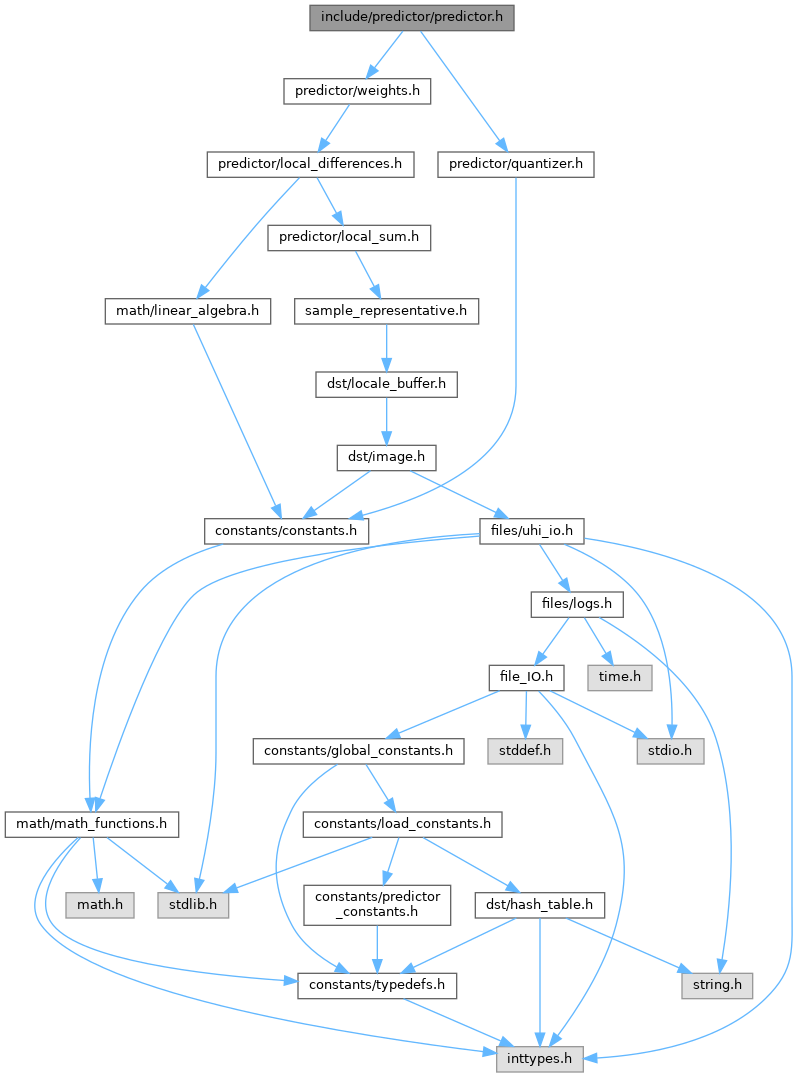 include/predictor/predictor.h
predictor/weights.h
predictor/local_differences.h
predictor/quantizer.h
predictor/local_sum.h
math/linear_algebra.h
sample_representative.h
dst/locale_buffer.h
dst/image.h
constants/constants.h
files/uhi_io.h
files/logs.h
file_IO.h
time.h
constants/global_constants.h
stddef.h
stdio.h
math/math_functions.h
constants/load_constants.h
math.h
stdlib.h
constants/predictor
_constants.h
dst/hash_table.h
constants/typedefs.h
string.h
inttypes.h